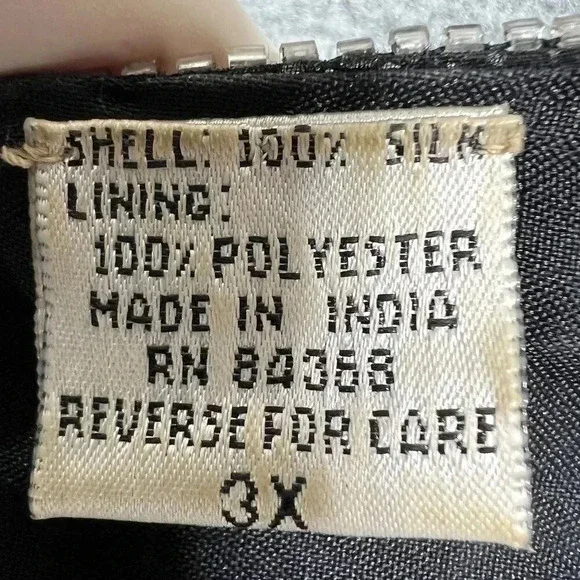 SHELL: 100% SILK
LINING:
100% POLYESTER
MADE IN INDIA
RN 84388
REVERSE FOR CARE
3X